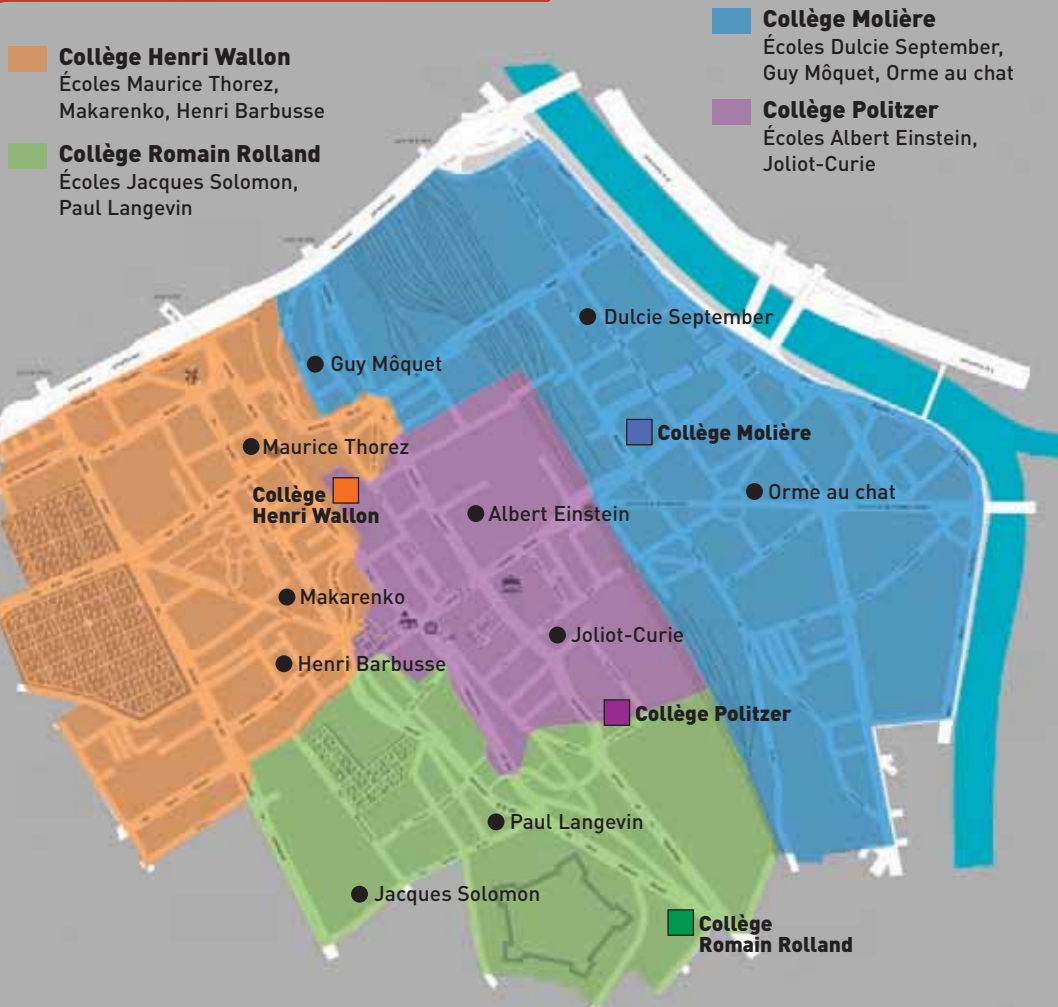 Collège Henri Wallon
Écoles Maurice Thorez,
Makarenko, Henri Barbusse
Collège Romain Rolland
Écoles Jacques Solomon,
Paul Langevin
Collège Molière
Écoles Dulcie September,
Guy Môquet, Orme au chat
Collège Politzer
Écoles Albert Einstein,
Joliot-Curie
Dulcie September
Guy Môquet
Collège Molière
Maurice Thorez
Collège
Henri Wallon
Orme au chat
Albert Einstein
Makarenko
Joliot-Curie
Henri Barbusse
Collège Politzer
Paul Langevin
Jacques Solomon
Collège
Romain Rolland